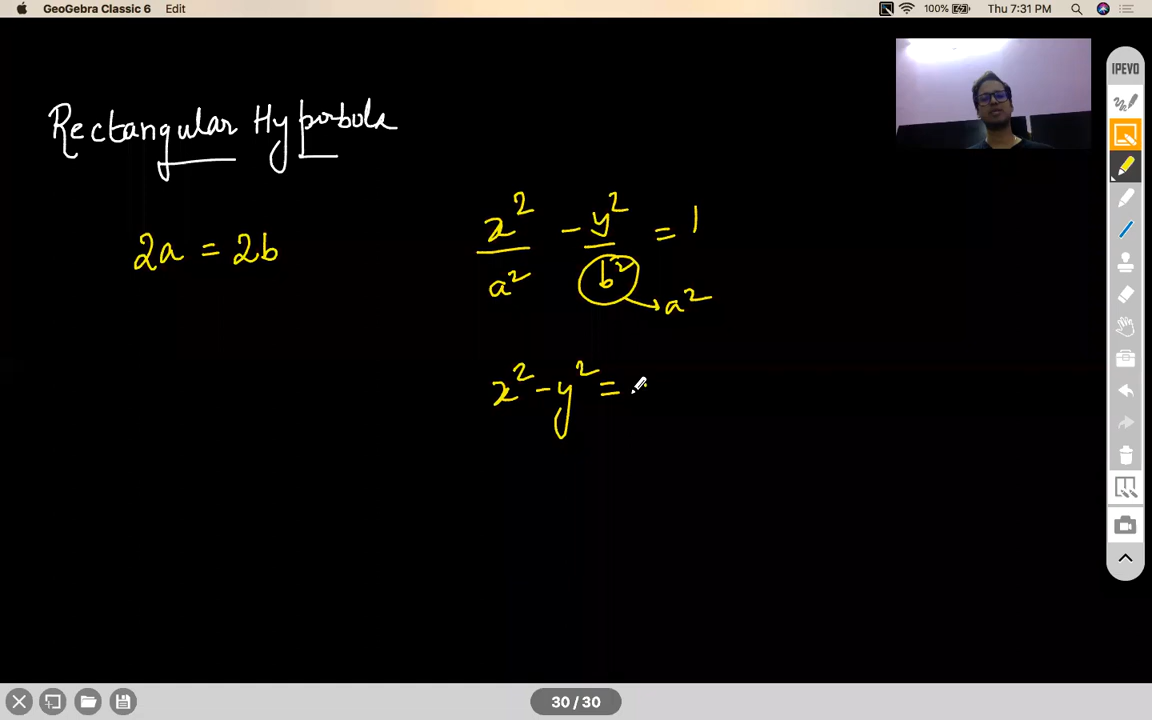 GeoGebra Classic 6 Edit 100% Thu 7:31 PM
IPEVO
Rectangular Hyperbola
2a = 2b
x²/a² - y²/b² = 1
→ a²
x² - y² =
30 / 30